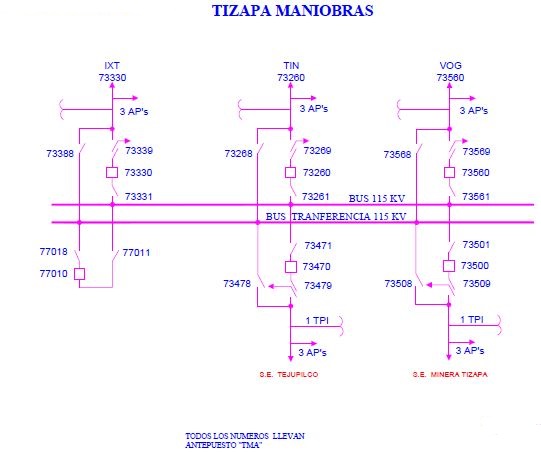 TIZAPA MANIOBRAS
IXT
73330
TIN
73260
VOG
73560
3 AP's
3 AP's
3 AP's
73388
73339
73330
73331
73268
73269
73260
73261
73568
73569
73560
73561
BUS 115 KV
BUS TRANFERENCIA 115 KV
77018
77010
77011
73471
73470
73478
73479
73501
73500
73508
73509
1 TPI
3 AP's
1 TPI
3 AP's
S.E. TEJUPILCO
S.E. MINERA TIZAPA
TODOS LOS NUMEROS LLEVAN
ANTEPUESTO "TMA"